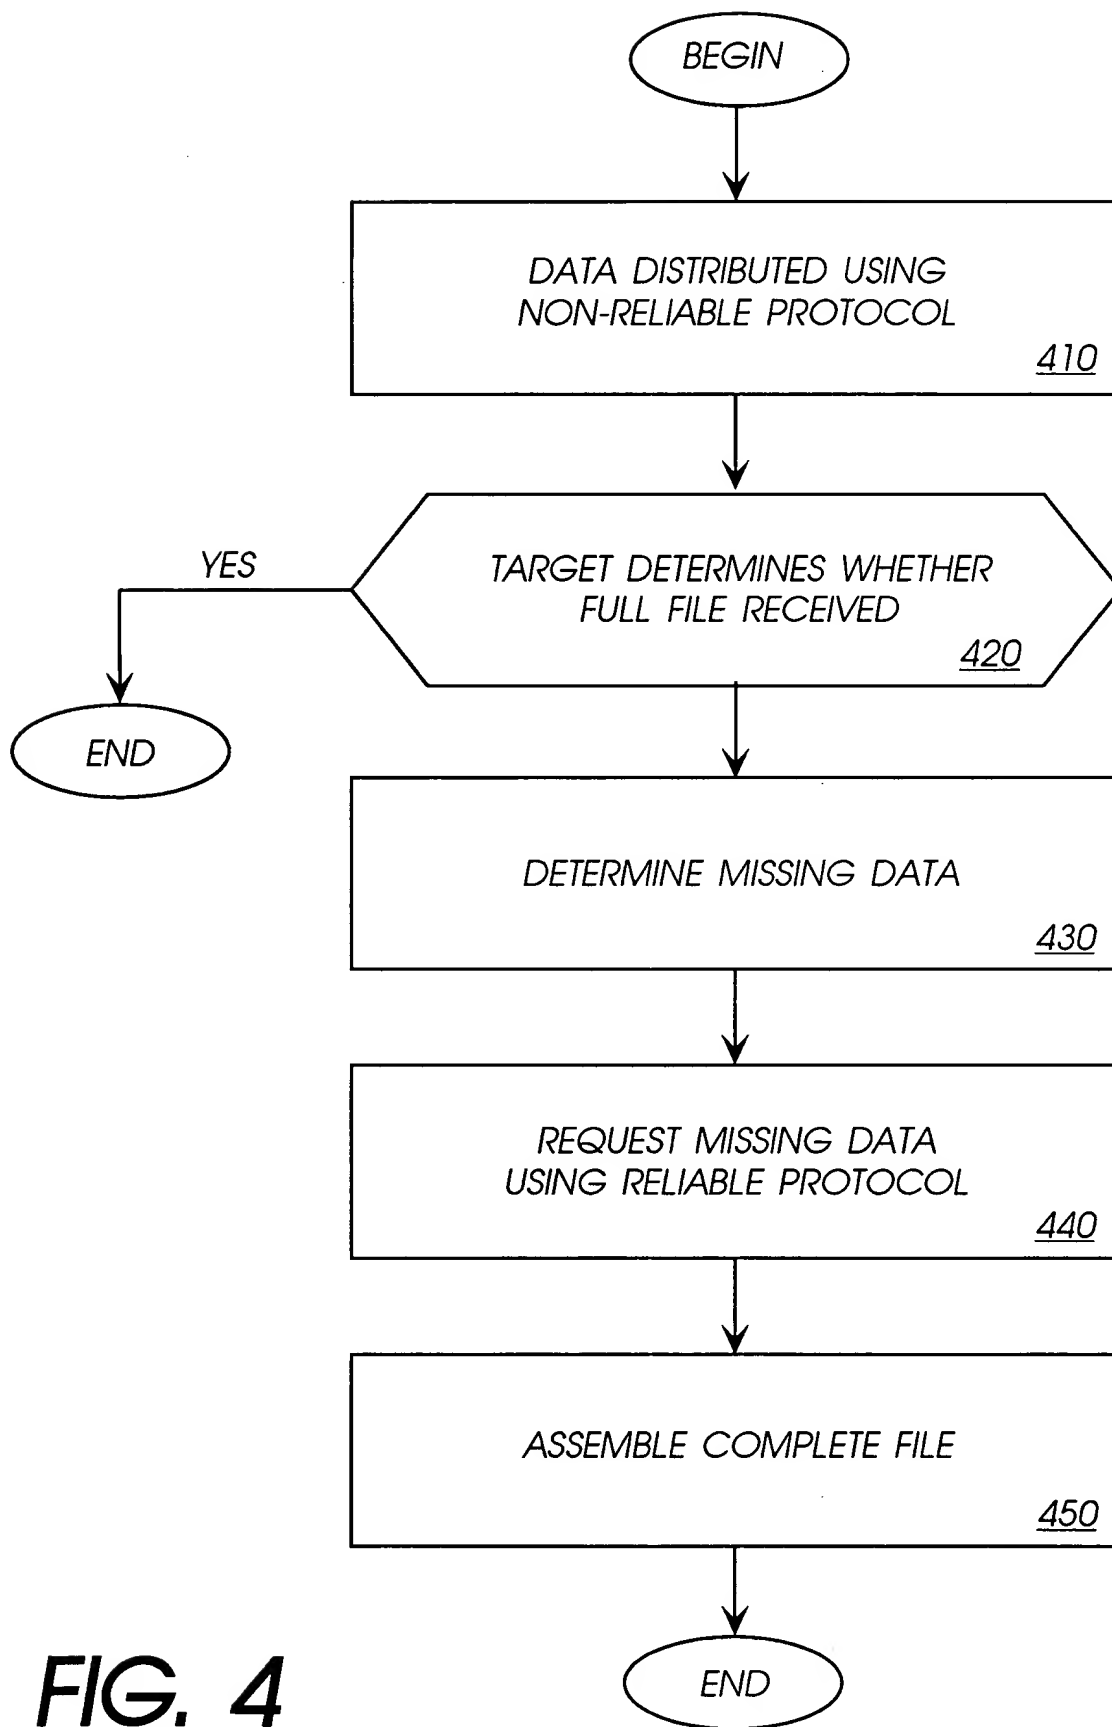 BEGIN
DATA DISTRIBUTED USING
NON-RELIABLE PROTOCOL
410
YES
TARGET DETERMINES WHETHER
FULL FILE RECEIVED
420
END
DETERMINE MISSING DATA
430
REQUEST MISSING DATA
USING RELIABLE PROTOCOL
440
ASSEMBLE COMPLETE FILE
450
END
FIG. 4